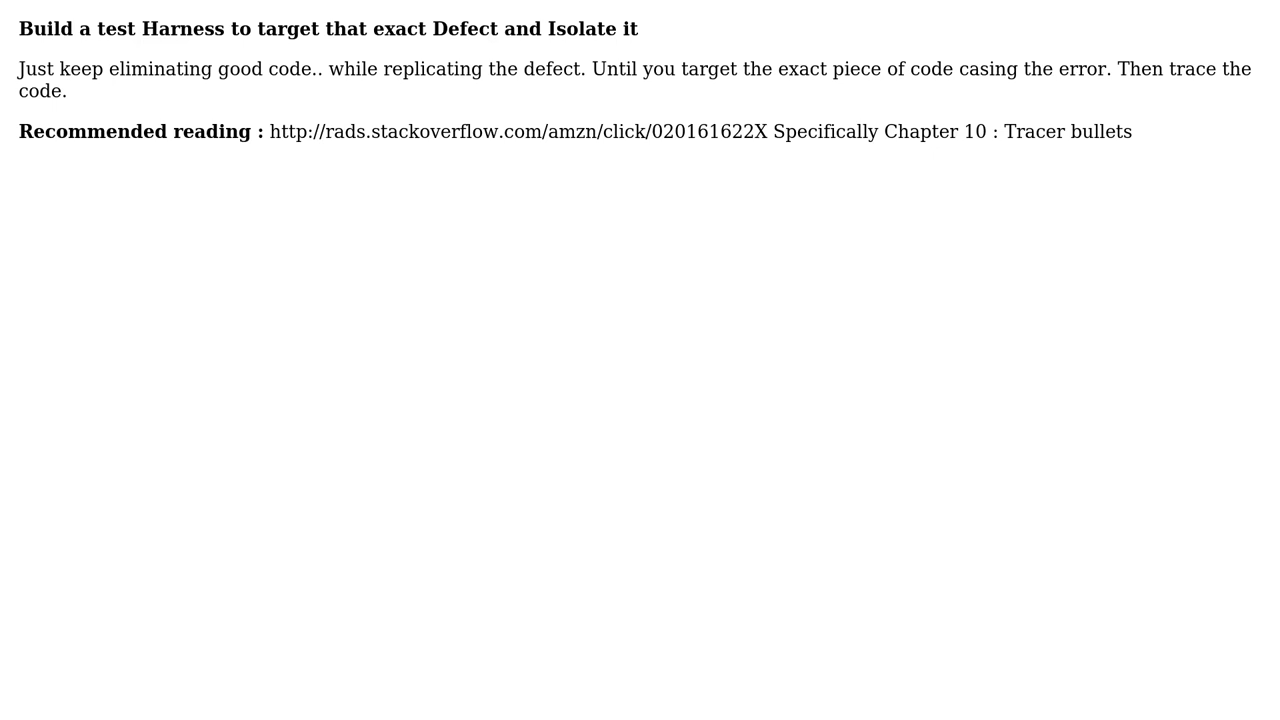 Build a test Harness to target that exact Defect and Isolate it
Just keep eliminating good code.. while replicating the defect. Until you target the exact piece of code casing the error. Then trace the
code.
Recommended reading : http://rads.stackoverflow.com/amzn/click/020161622X Specifically Chapter 10 : Tracer bullets